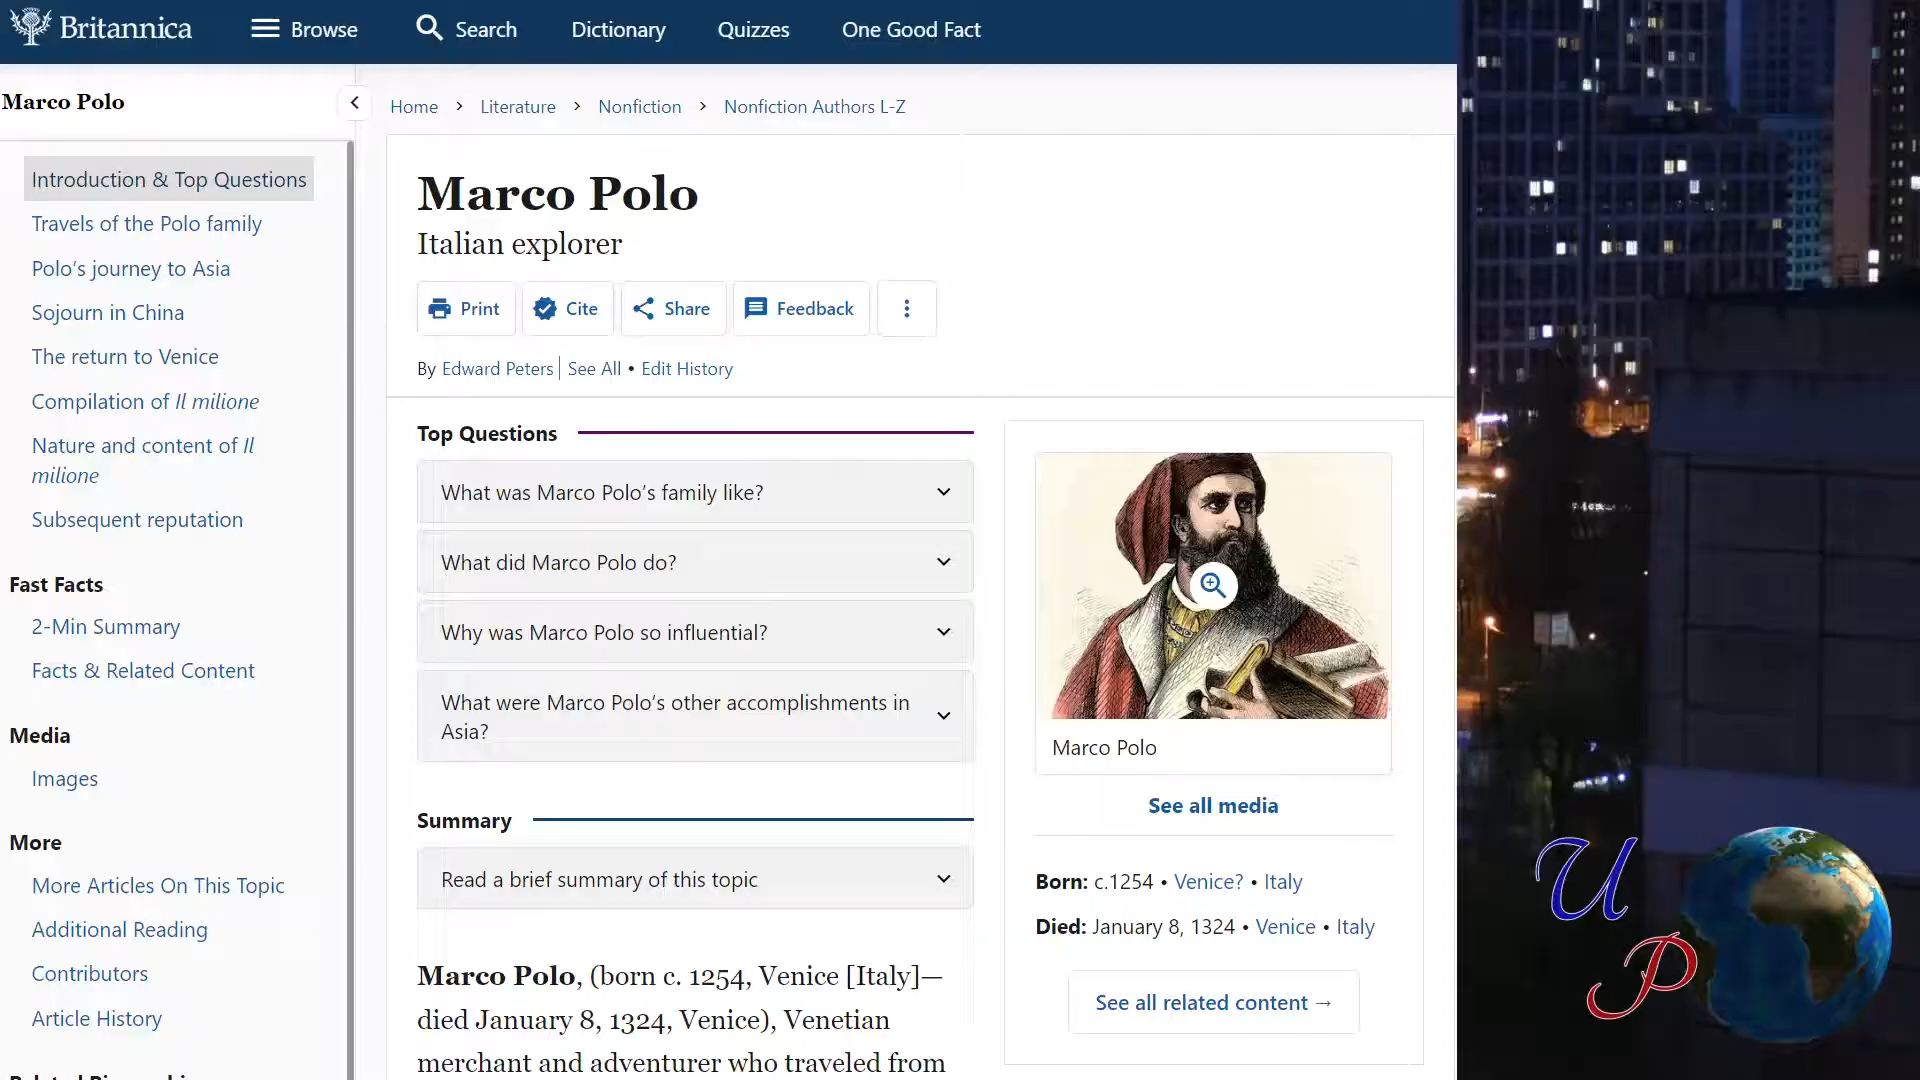 Britannica
Browse
Search
Dictionary
Quizzes
One Good Fact
Marco Polo
Introduction & Top Questions
Travels of the Polo family
Polo's journey to Asia
Sojourn in China
The return to Venice
Compilation of Il milione
Nature and content of Il
milione
Subsequent reputation
Fast Facts
2-Min Summary
Facts & Related Content
Media
Images
More
More Articles On This Topic
Additional Reading
Contributors
Article History
Home > Literature > Nonfiction > Nonfiction Authors L-Z
Marco Polo
Italian explorer
Print
Cite
Share
Feedback
By Edward Peters | See All • Edit History
Top Questions
What was Marco Polo's family like?
What did Marco Polo do?
Why was Marco Polo so influential?
What were Marco Polo's other accomplishments in
Asia?
Summary
Read a brief summary of this topic
Marco Polo, (born c. 1254, Venice [Italy]—
died January 8, 1324, Venice), Venetian
merchant and adventurer who traveled from
Marco Polo
See all media
Born: c.1254 • Venice? • Italy
Died: January 8, 1324 • Venice • Italy
See all related content →
U
P